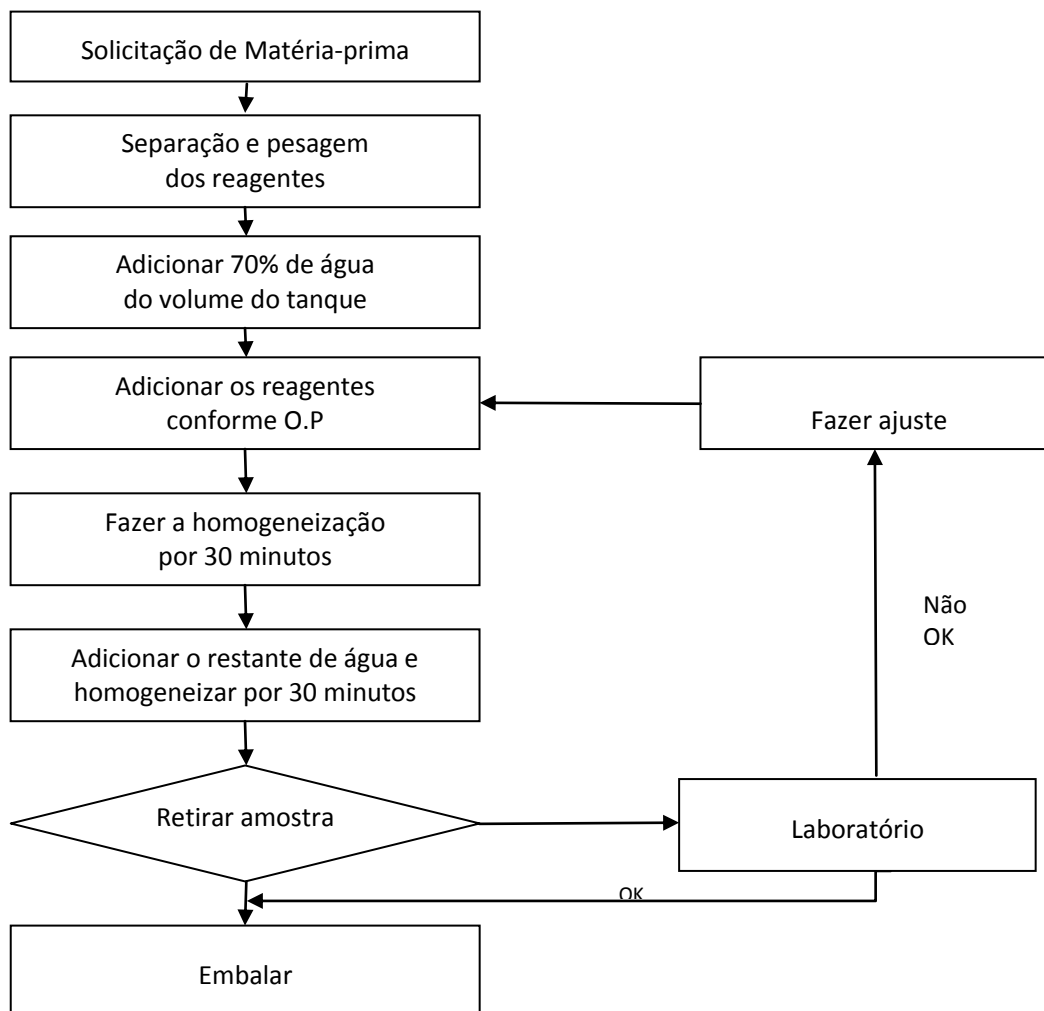 Solicitação de Matéria-prima
Separação e pesagem
dos reagentes
Adicionar 70% de água
do volume do tanque
Adicionar os reagentes
conforme O.P
Fazer ajuste
Fazer a homogeneização
por 30 minutos
Não
OK
Adicionar o restante de água e
homogeneizar por 30 minutos
Retirar amostra
Laboratório
OK
Embalar